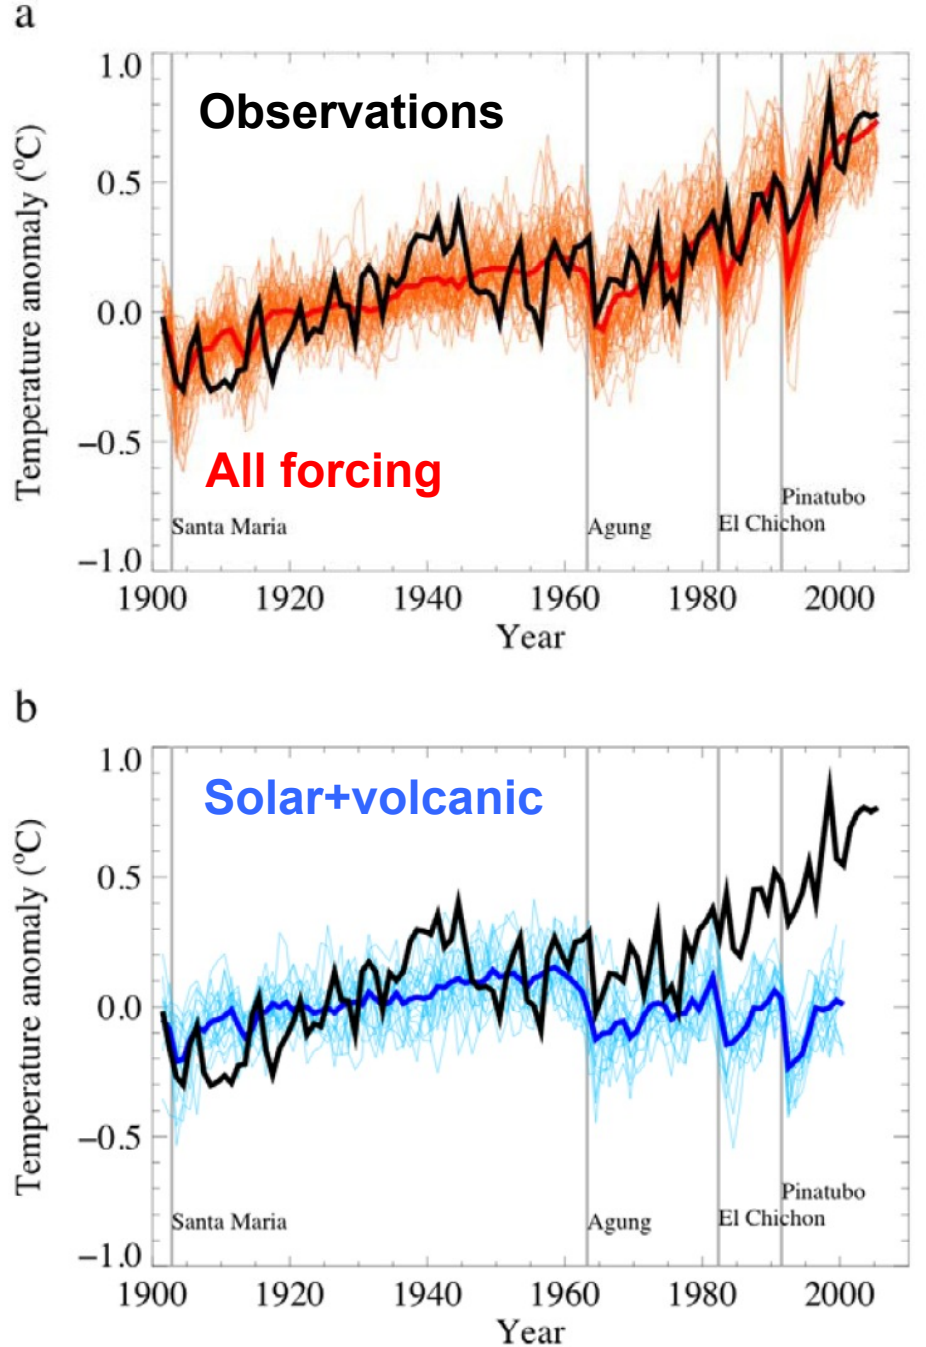 a
1.0
Observations
0.5
Temperature anomaly (°C)
0.0
−0.5
All forcing
Pinatubo
Santa Maria
Agung
El Chichon
−1.0
1900 1920 1940 1960 1980 2000
Year
b
1.0
Solar+volcanic
0.5
Temperature anomaly (°C)
0.0
−0.5
Pinatubo
Santa Maria
Agung
El Chichon
−1.0
1900 1920 1940 1960 1980 2000
Year